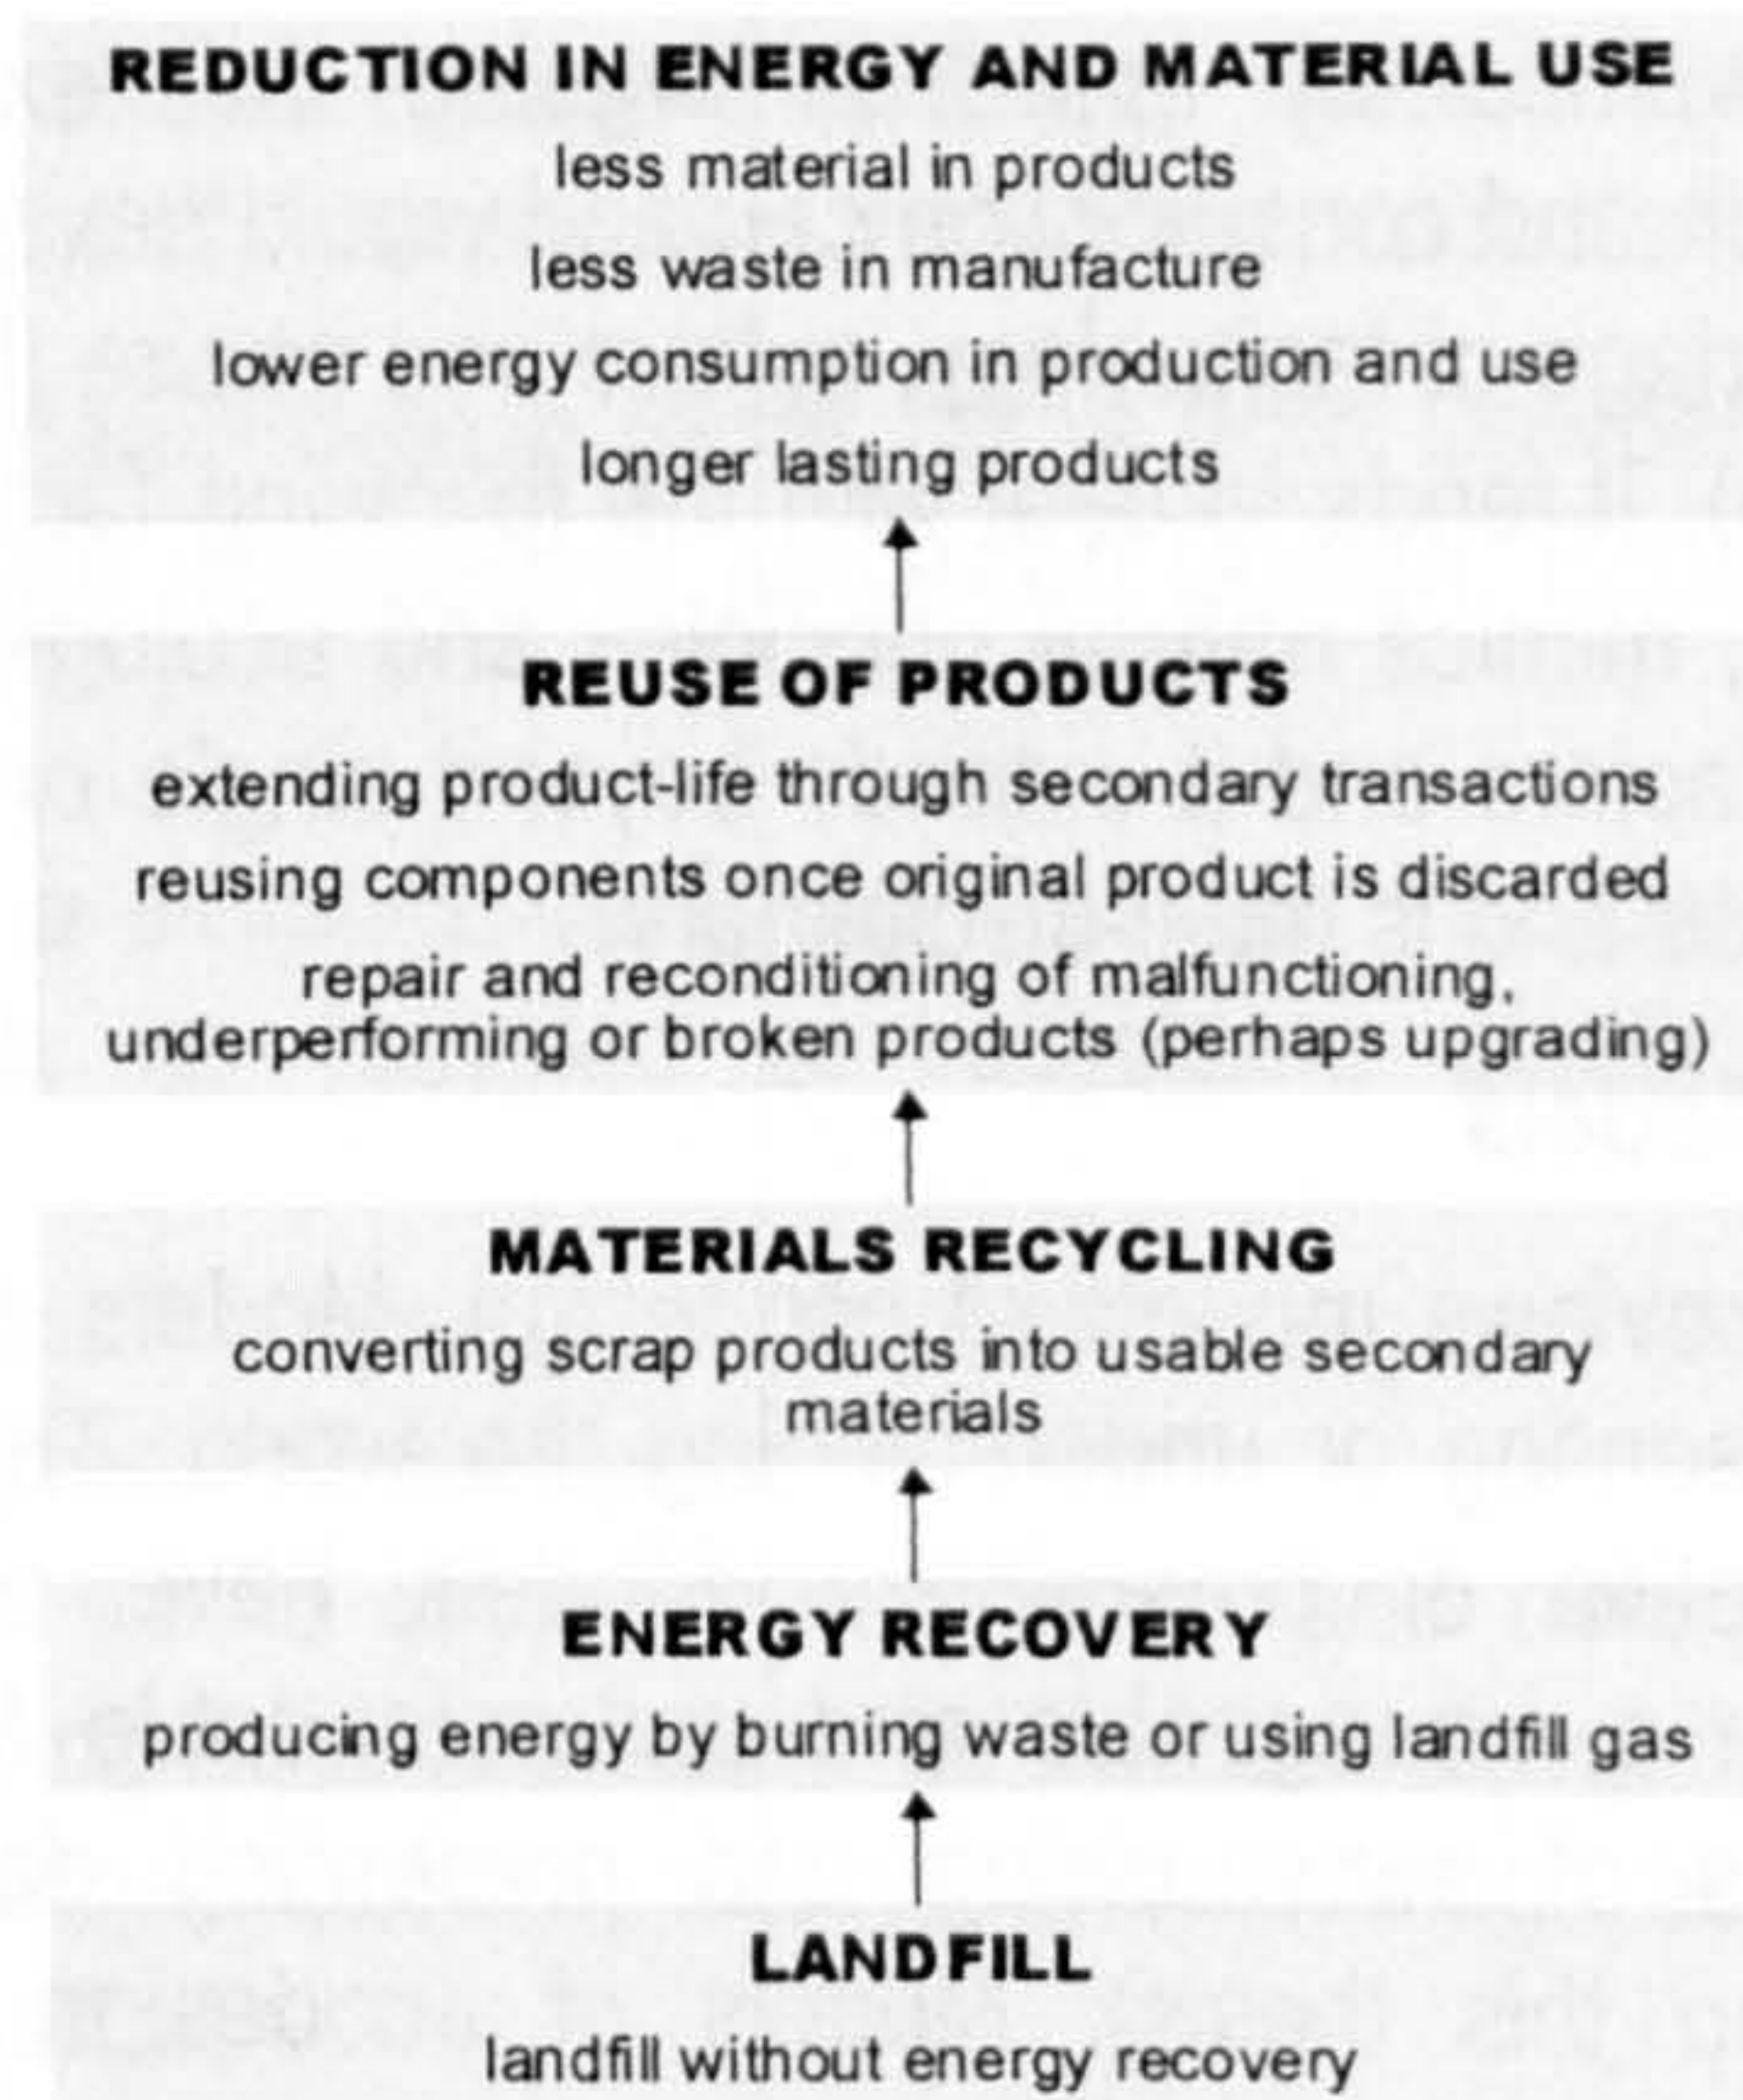 REDUCTION IN ENERGY AND MATERIAL USE
less material in products
less waste in manufacture
lower energy consumption in production and use
longer lasting products
REUSE OF PRODUCTS
extending product-life through secondary transactions
reusing components once original product is discarded
repair and reconditioning of malfunctioning,
underperforming or broken products (perhaps upgrading)
MATERIALS RECYCLING
converting scrap products into usable secondary
materials
ENERGY RECOVERY
producing energy by burning waste or using landfill gas
LANDFILL
landfill without energy recovery